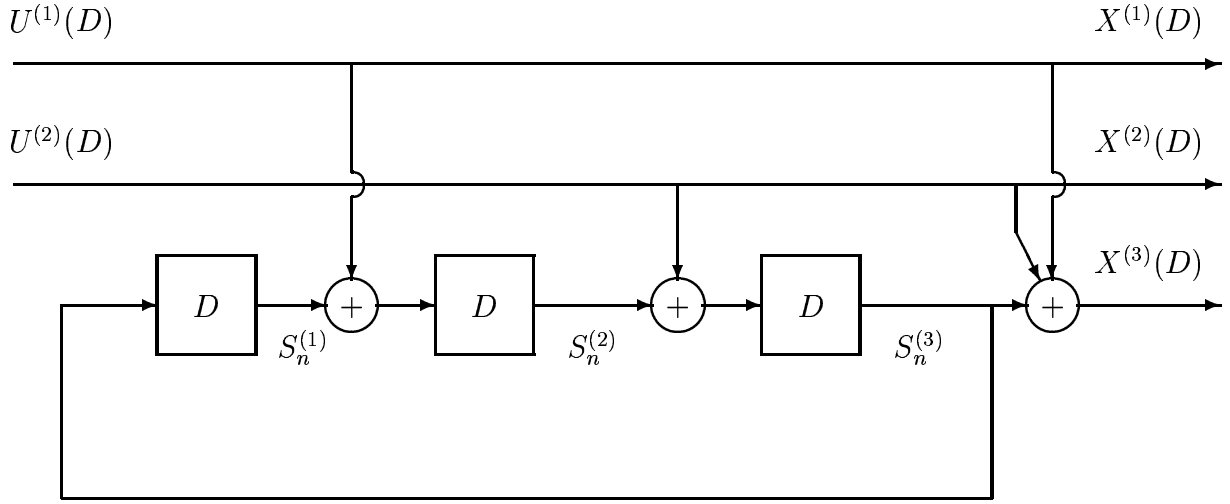 U^{(1)}(D) X^{(1)}(D)
U^{(2)}(D) X^{(2)}(D)
X^{(3)}(D)
D + D + D +
S_n^{(1)} S_n^{(2)} S_n^{(3)}